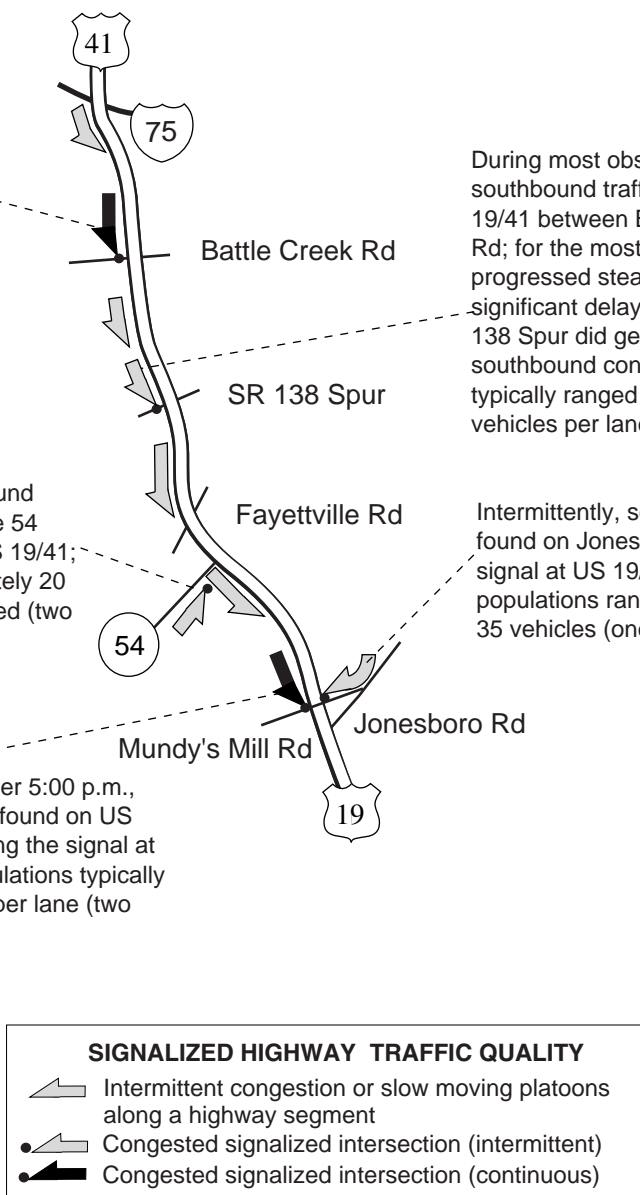 41
75
During most obs
southbound traff
19/41 between B
Rd; for the most
progressed stea
significant delay
138 Spur did ge
southbound con
typically ranged
vehicles per lane
Battle Creek Rd
SR 138 Spur
Fayettville Rd
und
e 54
S 19/41;
tely 20
ed (two
54
Intermittently, s
found on Jones
signal at US 19/
populations ran
35 vehicles (one
Jonesboro Rd
Mundy's Mill Rd
19
er 5:00 p.m.,
found on US
ng the signal at
ulations typically
per lane (two
SIGNALIZED HIGHWAY TRAFFIC QUALITY
Intermittent congestion or slow moving platoons
along a highway segment
Congested signalized intersection (intermittent)
Congested signalized intersection (continuous)